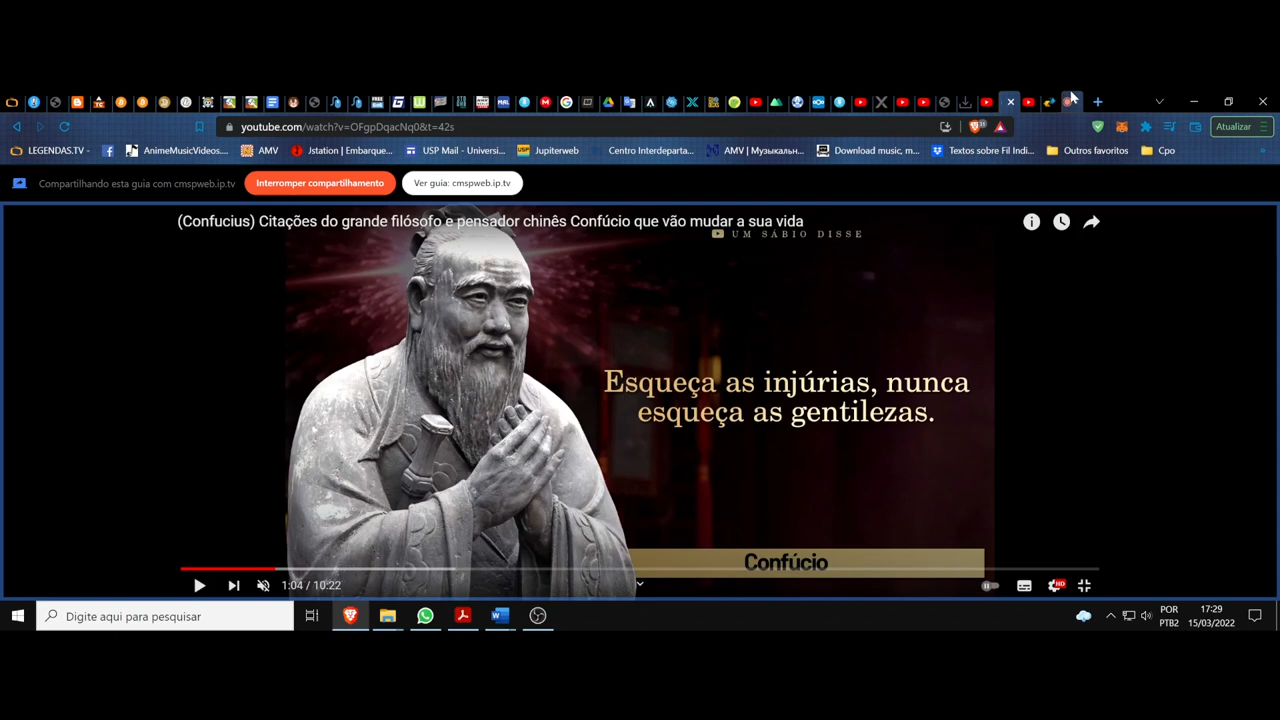 youtube.com/watch?v=OFgpDqacNq0&t=42s
Atualizar
LEGENDAS.TV
AnimeMusicVideos...
AMV
Jstation | Embarque...
USP Mail - Universi...
Jupiterweb
Centro Interdeparta...
AMV | Музыкальн...
Download music, m...
Textos sobre Fil Indi...
Outros favoritos
Cpo
Compartilhando esta guia com cmspweb.ip.tv
Interromper compartilhamento
Ver guia: cmspweb.ip.tv
(Confucius) Citações do grande filósofo e pensador chinês Confúcio que vão mudar a sua vida
UM SÁBIO DISSE
Esqueça as injúrias, nunca
esqueça as gentilezas.
Confúcio
1:04 / 10:22
HD
Digite aqui para pesquisar
POR
PTB2
17:29
15/03/2022